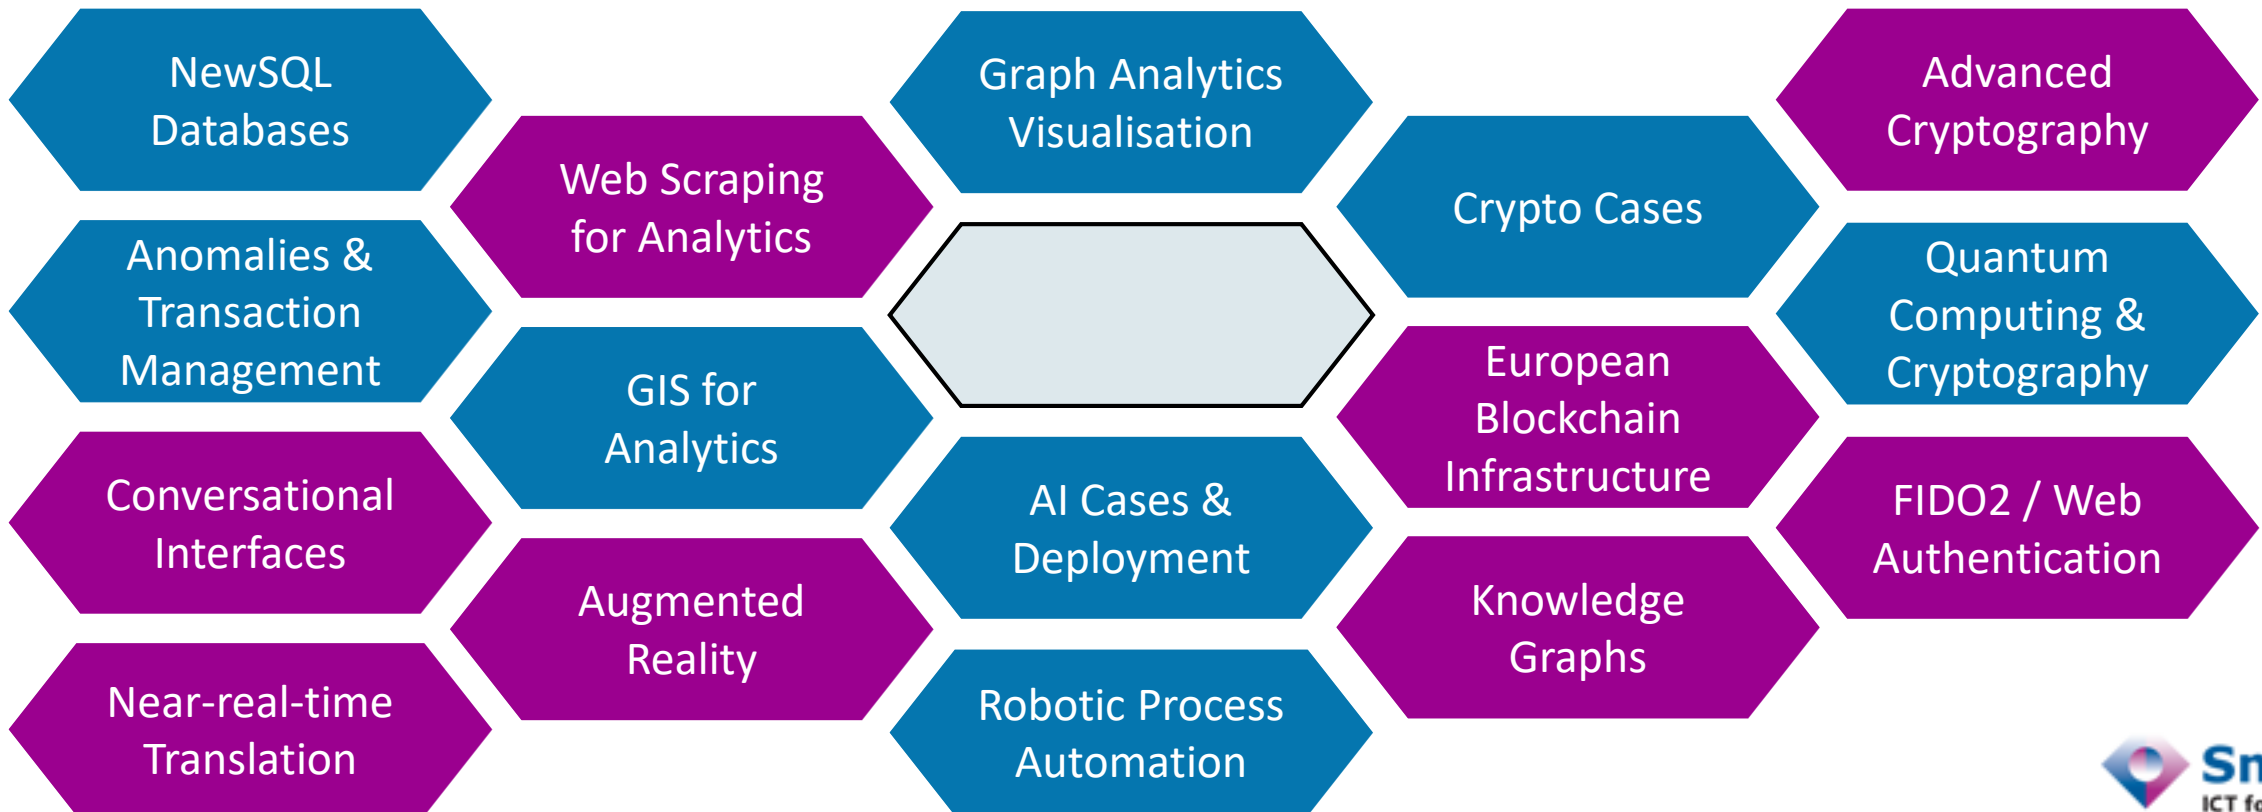 NewSQL
Databases
Anomalies &
Transaction
Management
Conversational
Interfaces
Near-real-time
Translation
Web Scraping
for Analytics
GIS for
Analytics
Augmented
Reality
Graph Analytics
Visualisation
AI Cases &
Deployment
Robotic Process
Automation
Crypto Cases
European
Blockchain
Infrastructure
Knowledge
Graphs
Advanced
Cryptography
Quantum
Computing &
Cryptography
FIDO2 / Web
Authentication
ICT